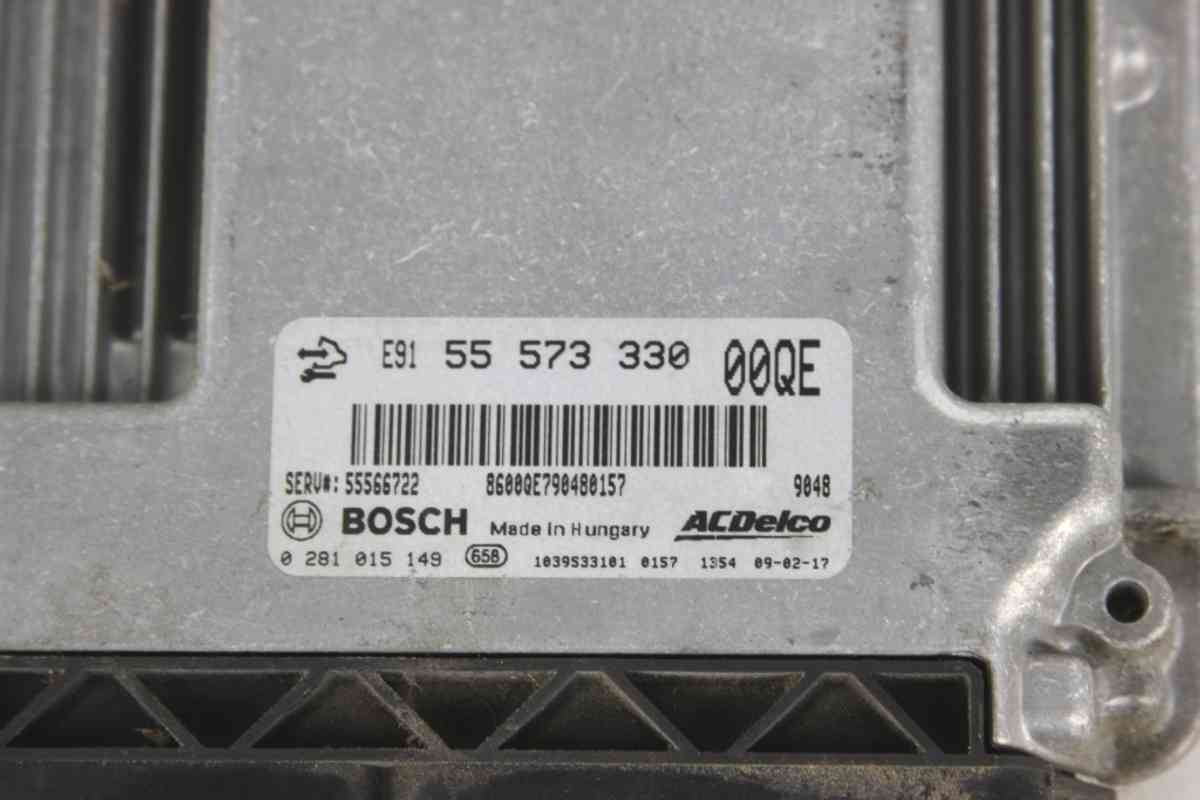 E91 55 573 330 00QE
SERV#: 55566722 8600QE790480157 9048
BOSCH Made in Hungary ACDelco
0 281 015 149 658 1039S33101 0157 1354 09-02-17